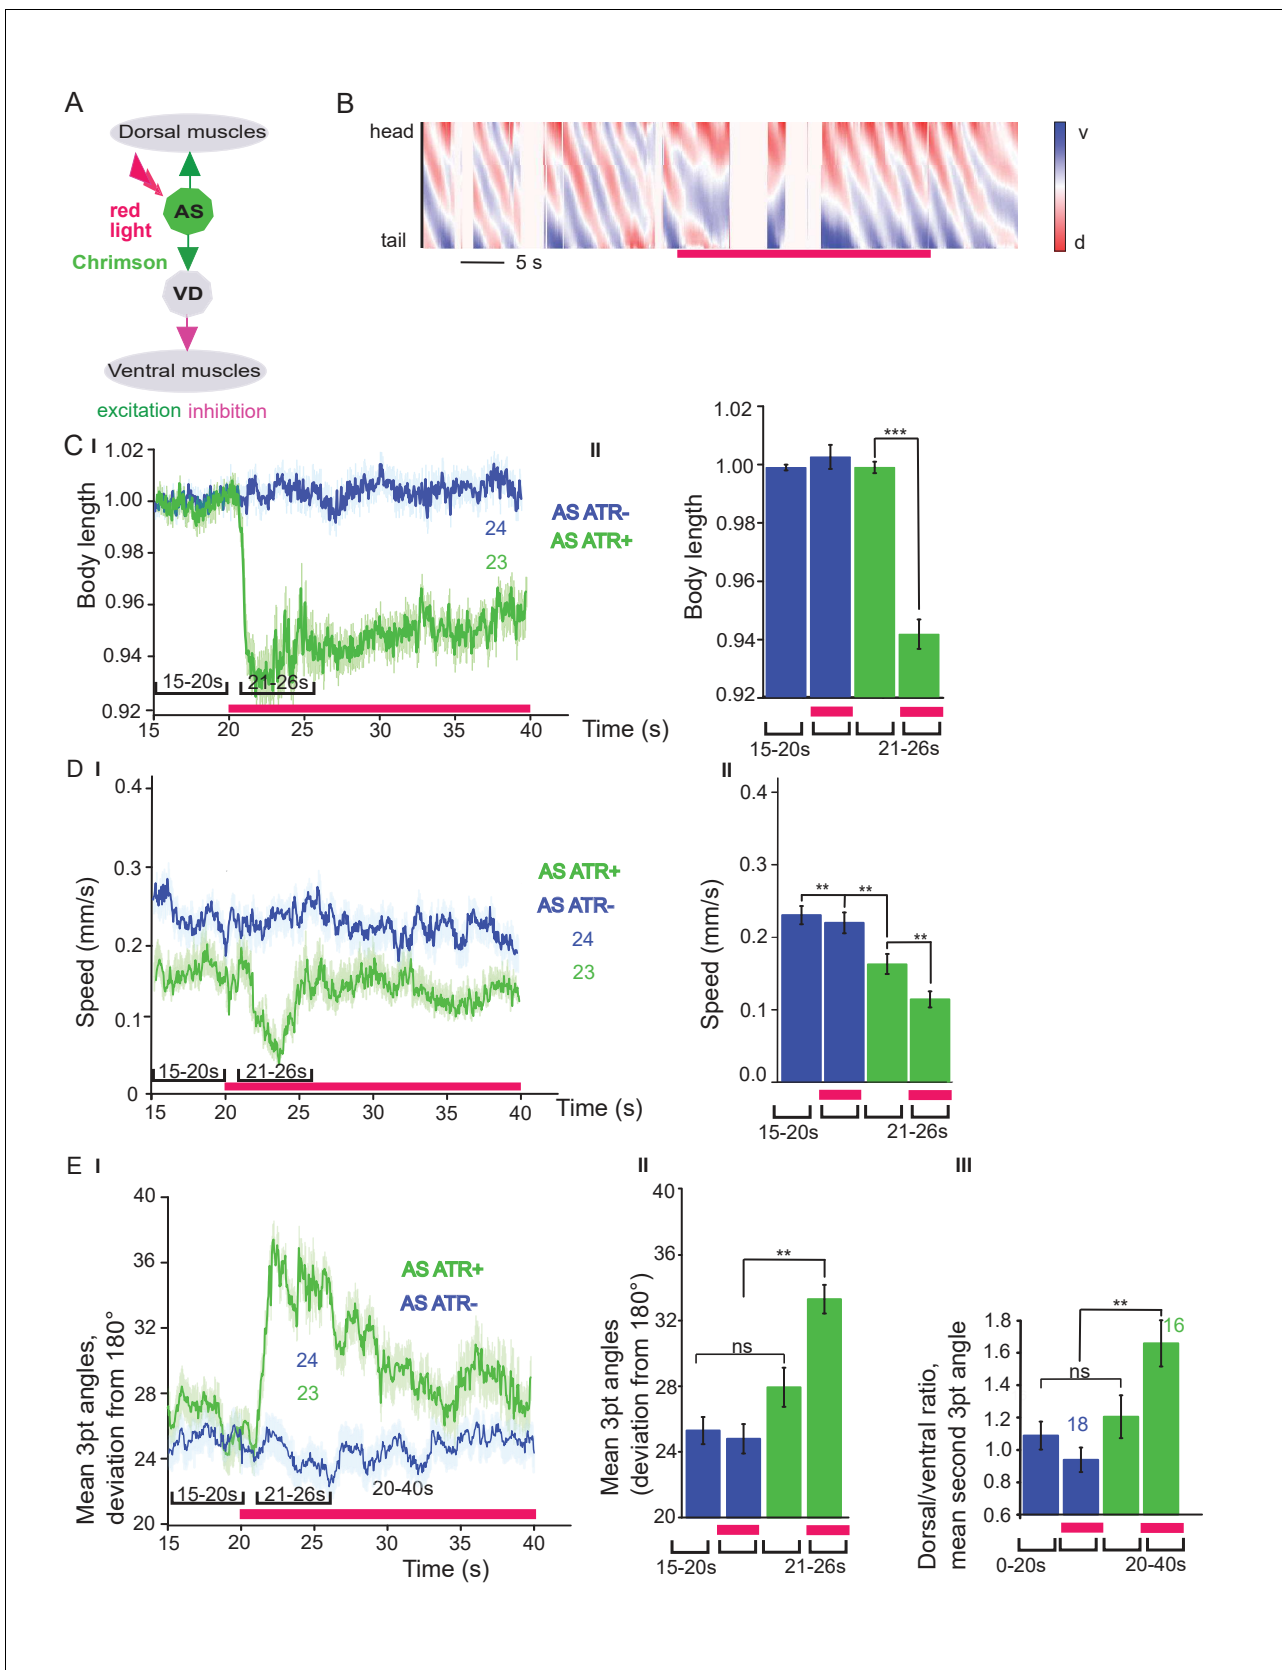 A
Dorsal muscles
AS
red
light
Chrimson
VD
Ventral muscles
excitation inhibition
B
head
tail
5 s
v
d
C I
1.02
1.00
0.98
0.96
0.94
0.92
Body length
24
23
15-20s
21-26s
15
20
25
30
35
40
Time (s)
II
AS ATR-
AS ATR+
1.02
1.00
0.98
0.96
0.94
0.92
Body length
***
15-20s
21-26s
D I
0.4
0.3
0.2
0.1
0
Speed (mm/s)
15-20s
21-26s
15
20
25
30
35
40
Time (s)
AS ATR+
AS ATR-
24
23
II
0.4
0.3
0.2
0.1
0.0
Speed (mm/s)
**
**
**
15-20s
21-26s
E I
40
36
32
28
24
20
Mean 3pt angles,
deviation from 180°
AS ATR+
AS ATR-
24
23
15-20s
21-26s
20-40s
15
20
25
30
35
40
Time (s)
II
40
36
32
28
24
20
Mean 3pt angles
(deviation from 180°)
ns
**
15-20s
21-26s
III
1.8
1.6
1.4
1.2
1.0
0.8
0.6
Dorsal/ventral ratio,
mean second 3pt angle
ns
**
18
16
0-20s
20-40s